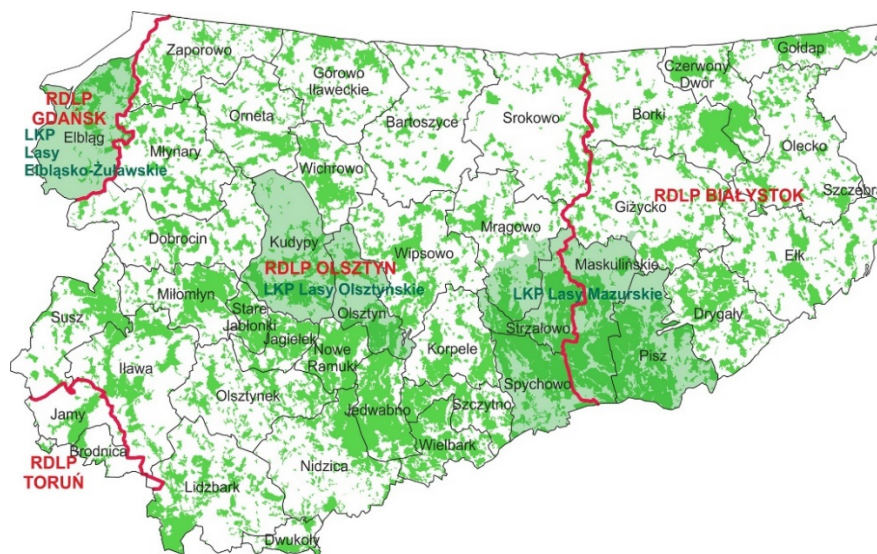 Zaporowo
Gołdap
Czerwony
Dwór
Górowo
Iławeckie
RDLP
GDAŃSK
LKP
Lasy
Elbląsko-Żuławskie
Elbląg
Orneta
Bartoszyce
Srokowo
Borki
Młynary
Olecko
Wichrowo
RDLP BIAŁYSTOK
Szczebra
Giżycko
Mrągowo
Dobrocin
Kudypy
Wipsowo
Ełk
RDLP OLSZTYN
Maskulińskie
LKP Lasy Olsztyńskie
LKP Lasy Mazurskie
Miłomłyn
Susz
Stare
Jabłonki
Olsztyn
Drygały
Strzałowo
Jagiełek
Nowe
Ramuki
Korpele
Pisz
Iława
Spychowo
Olsztynek
Jedwabno
Szczytno
Jamy
Wielbark
Brodnica
RDLP
TORUŃ
Nidzica
Lidzbark
Dwukoły